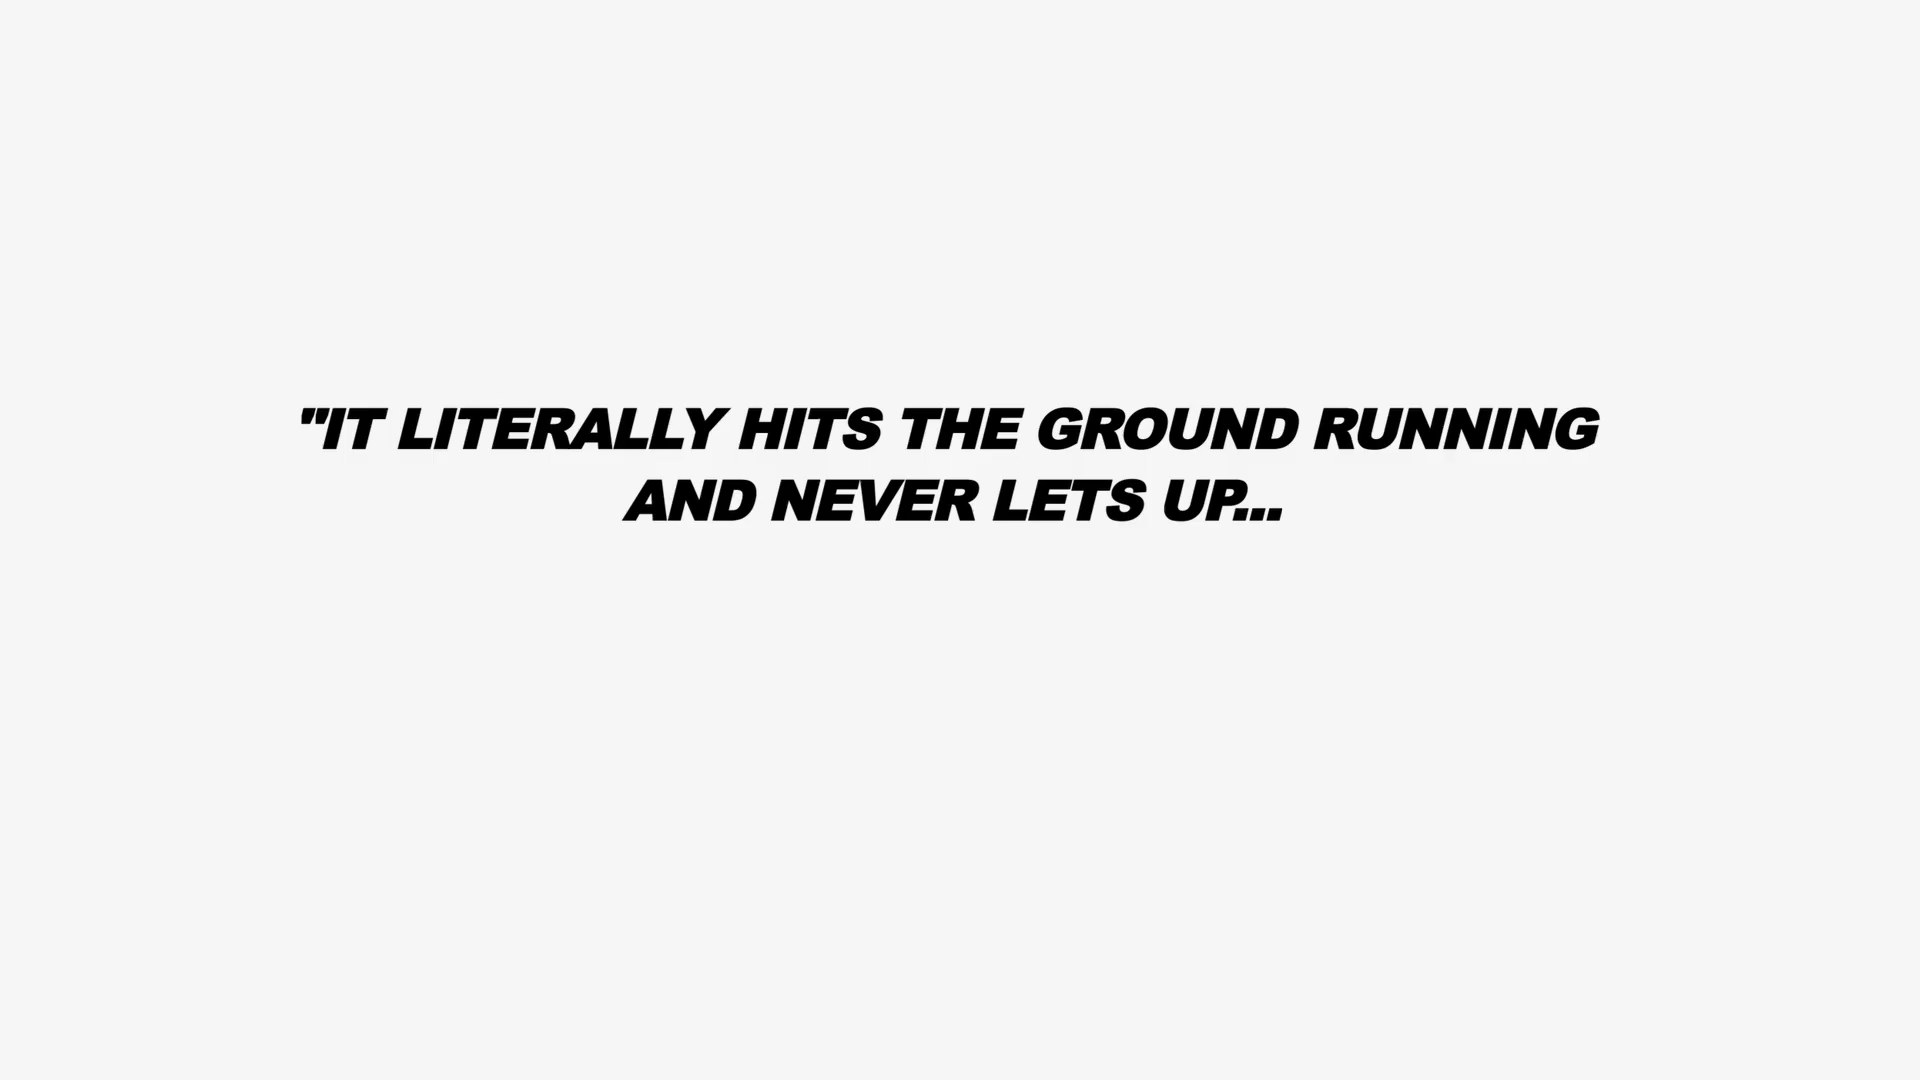 "IT LITERALLY HITS THE GROUND RUNNING
AND NEVER LETS UP...